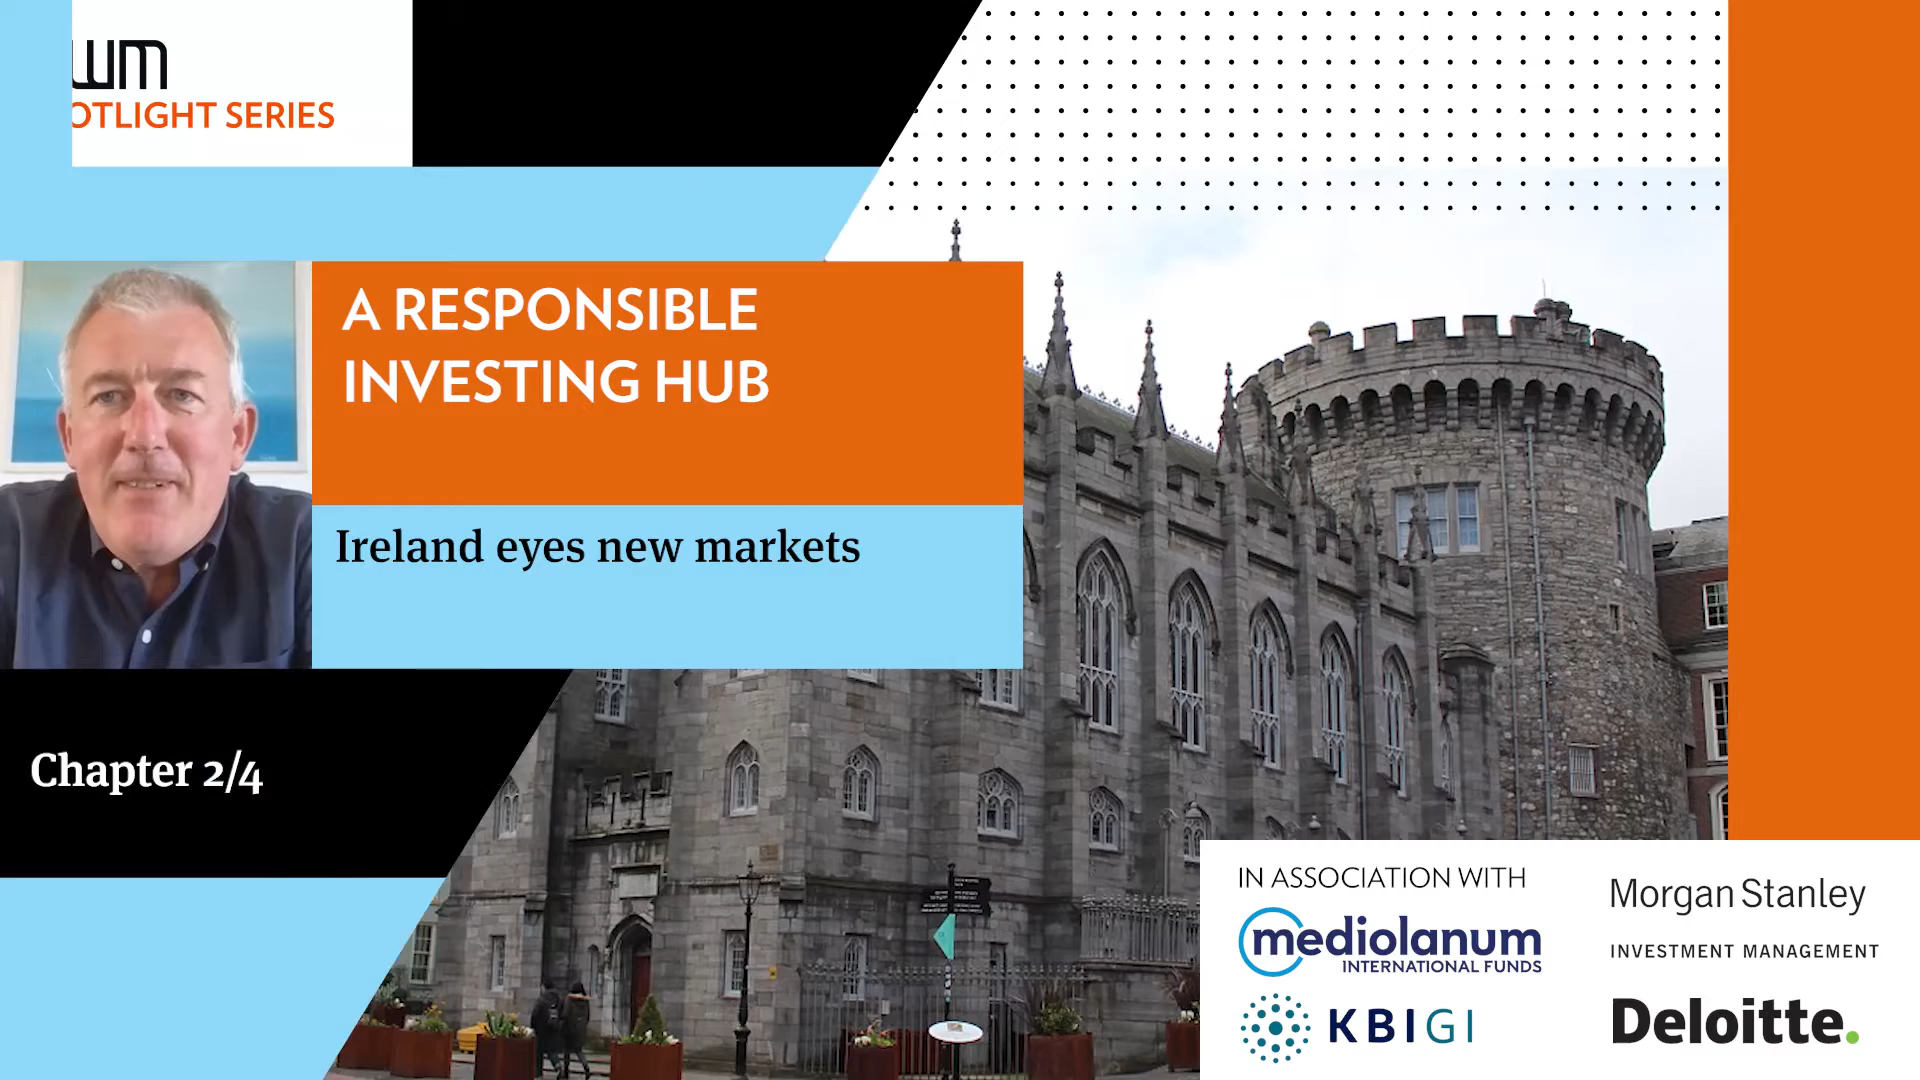 wm
OTLIGHT SERIES
A RESPONSIBLE
INVESTING HUB
Ireland eyes new markets
Chapter 2/4
IN ASSOCIATION WITH
mediolanum
INTERNATIONAL FUNDS
KBIGI
Morgan Stanley
INVESTMENT MANAGEMENT
Deloitte.